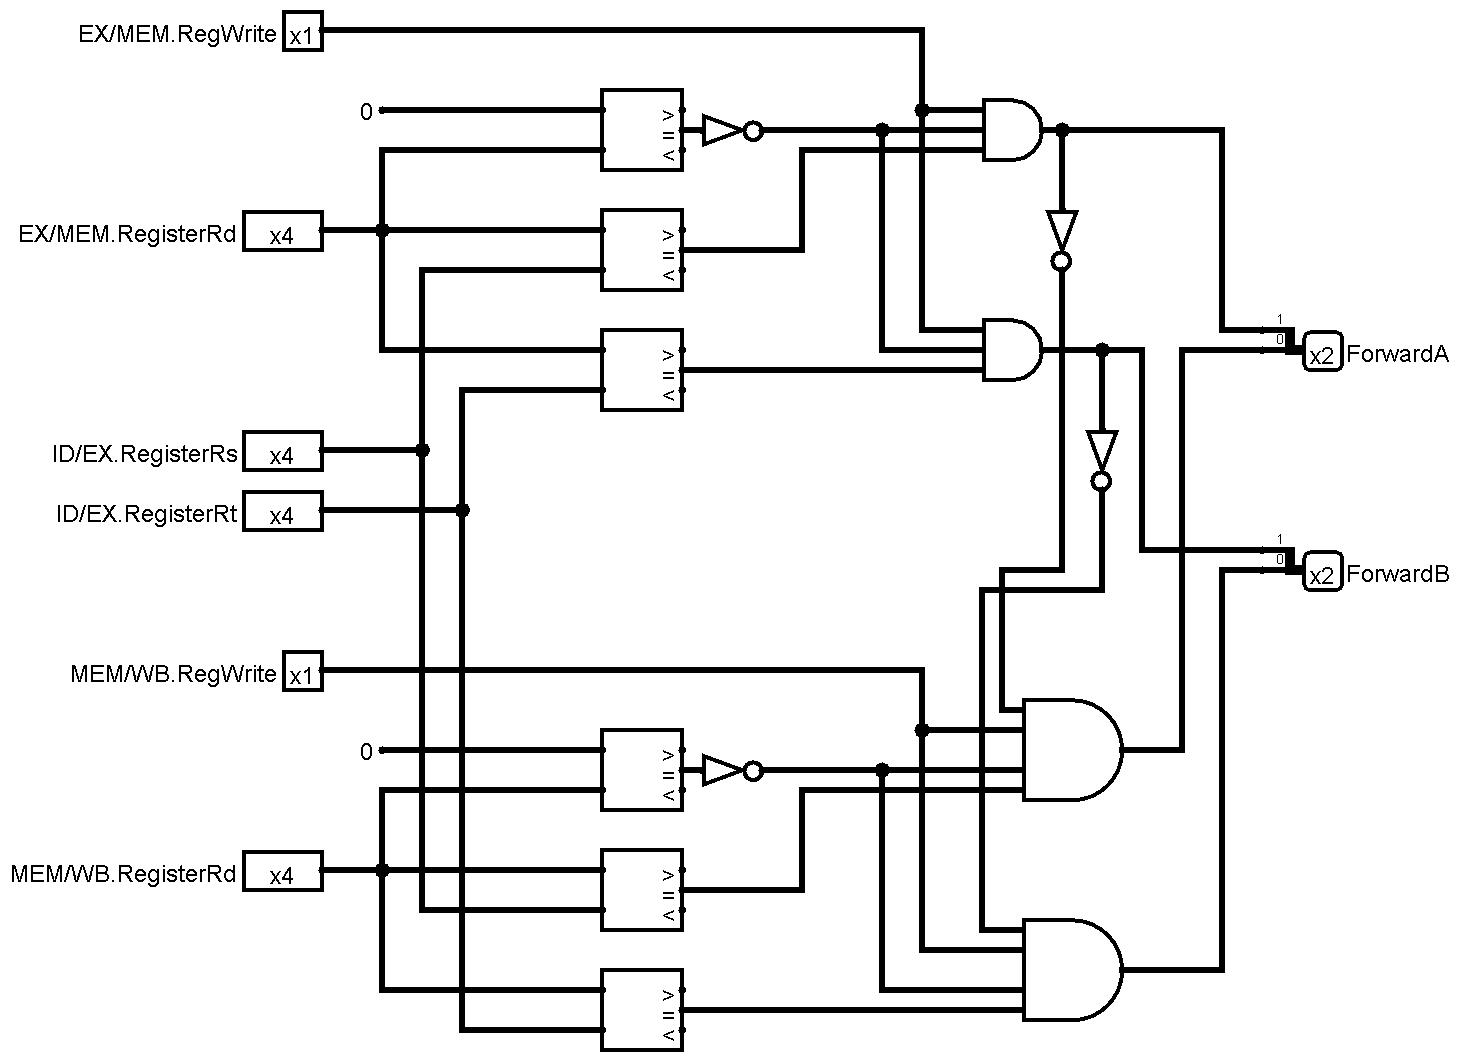 EX/MEM.RegWrite x1
0
> = <
EX/MEM.RegisterRd x4
> = <
> = <
1
0
x2 ForwardA
ID/EX.RegisterRs x4
ID/EX.RegisterRt x4
1
0
x2 ForwardB
MEM/WB.RegWrite x1
0
> = <
MEM/WB.RegisterRd x4
> = <
> = <